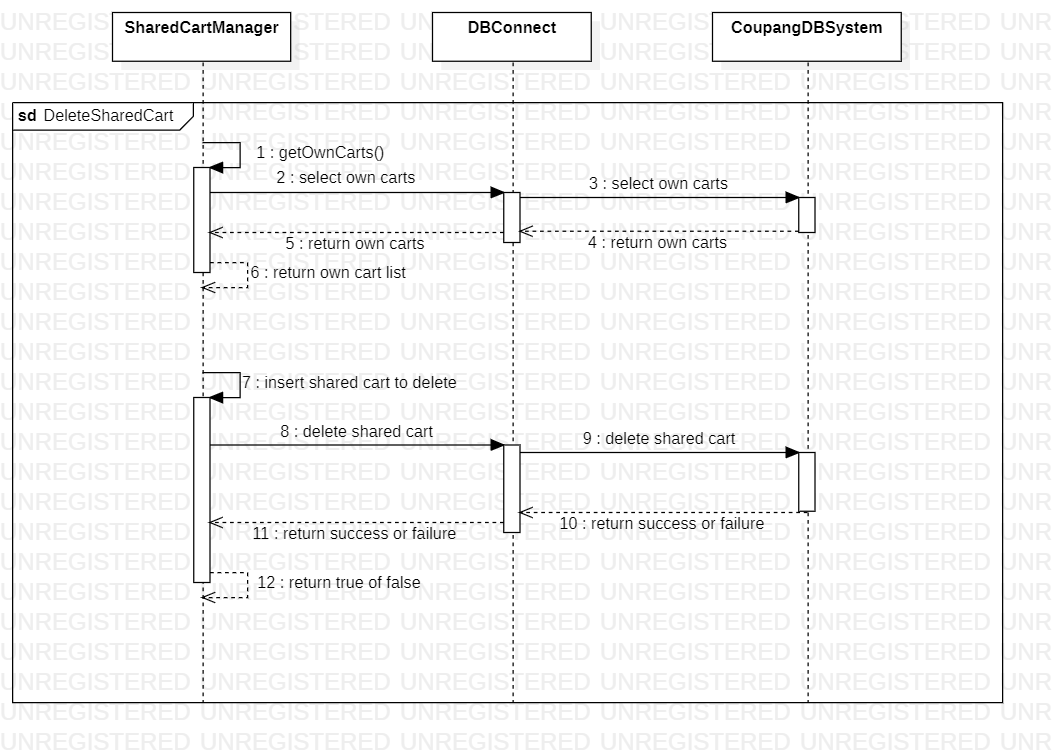 SharedCartManager
DBConnect
CoupangDBSystem
sd DeleteSharedCart
1 : getOwnCarts()
2 : select own carts
3 : select own carts
4 : return own carts
5 : return own carts
6 : return own cart list
7 : insert shared cart to delete
8 : delete shared cart
9 : delete shared cart
10 : return success or failure
11 : return success or failure
12 : return true of false
UNREGISTERED